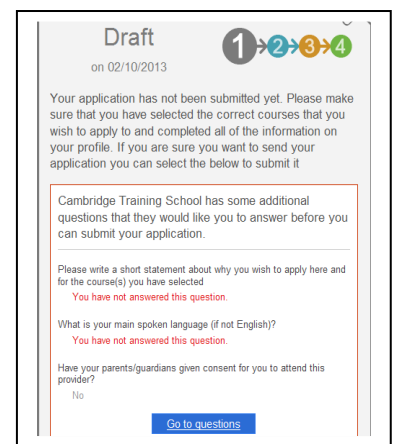 Draft
on 02/10/2013
1 2 3 4
Your application has not been submitted yet. Please make
sure that you have selected the correct courses that you
wish to apply to and completed all of the information on
your profile. If you are sure you want to send your
application you can select the below to submit it
Cambridge Training School has some additional
questions that they would like you to answer before you
can submit your application.
Please write a short statement about why you wish to apply here and
for the course(s) you have selected
You have not answered this question.
What is your main spoken language (if not English)?
You have not answered this question.
Have your parents/guardians given consent for you to attend this
provider?
No
Go to questions